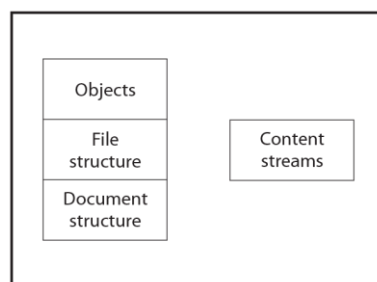 Objects
File
structure
Document
structure
Content
streams